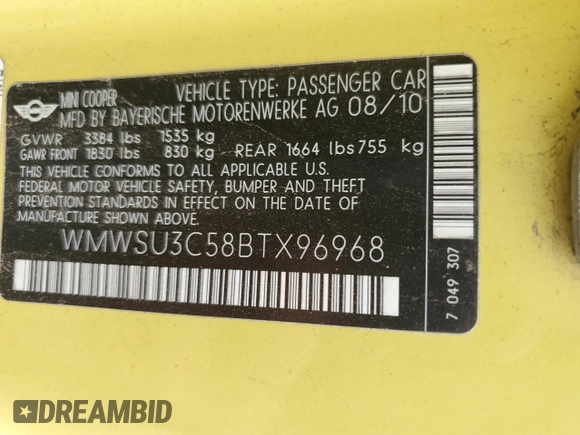 MINI COOPER VEHICLE TYPE: PASSENGER CAR
MFD BY BAYERISCHE MOTORENWERKE AG 08/10
GVWR 3384 lbs 1535 kg
GAWR FRONT 1830 lbs 830 kg REAR 1664 lbs 755 kg
THIS VEHICLE CONFORMS TO ALL APPLICABLE U.S.
FEDERAL MOTOR VEHICLE SAFETY, BUMPER AND THEFT
PREVENTION STANDARDS IN EFFECT ON THE DATE OF
MANUFACTURE SHOWN ABOVE.
WMWSU3C58BTX96968
7 049 307
DREAMBID